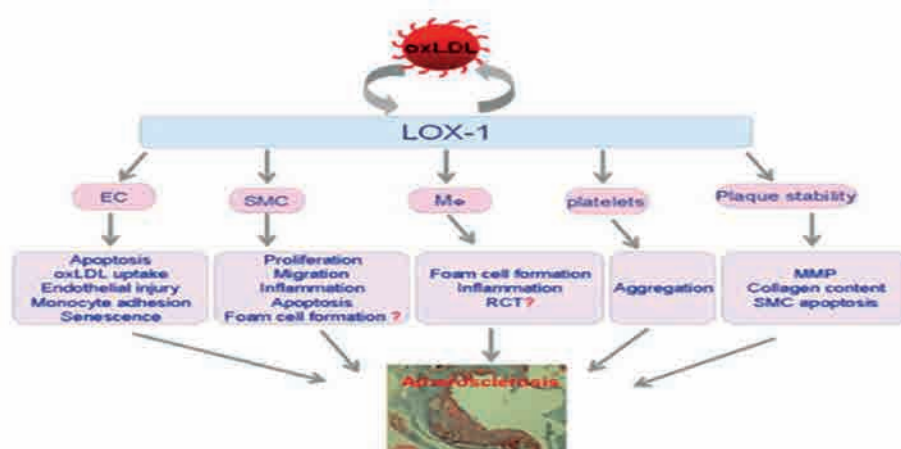 oxLDL
LOX-1
EC
SMC
Mφ
platelets
Plaque stability
Apoptosis
oxLDL uptake
Endothelial injury
Monocyte adhesion
Senescence
Proliferation
Migration
Inflammation
Apoptosis
Foam cell formation ?
Foam cell formation
Inflammation
RCT?
Aggregation
MMP
Collagen content
SMC apoptosis
Atherosclerosis